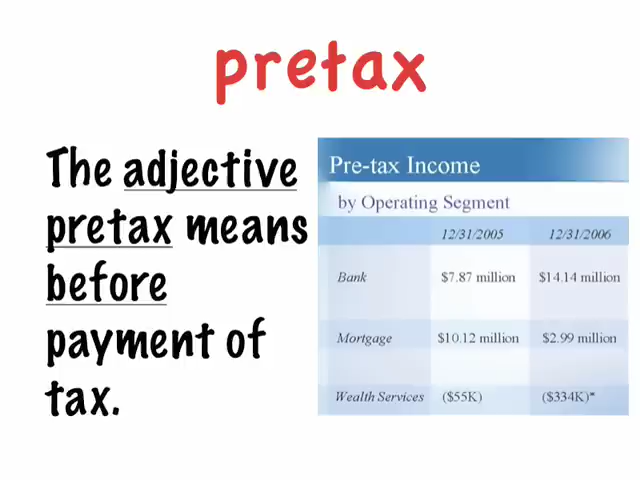 pretax
The adjective
pretax means
before
payment of
tax.
Pre-tax Income
by Operating Segment
12/31/2005 12/31/2006
Bank $7.87 million $14.14 million
Mortgage $10.12 million $2.99 million
Wealth Services ($55K) ($334K)*